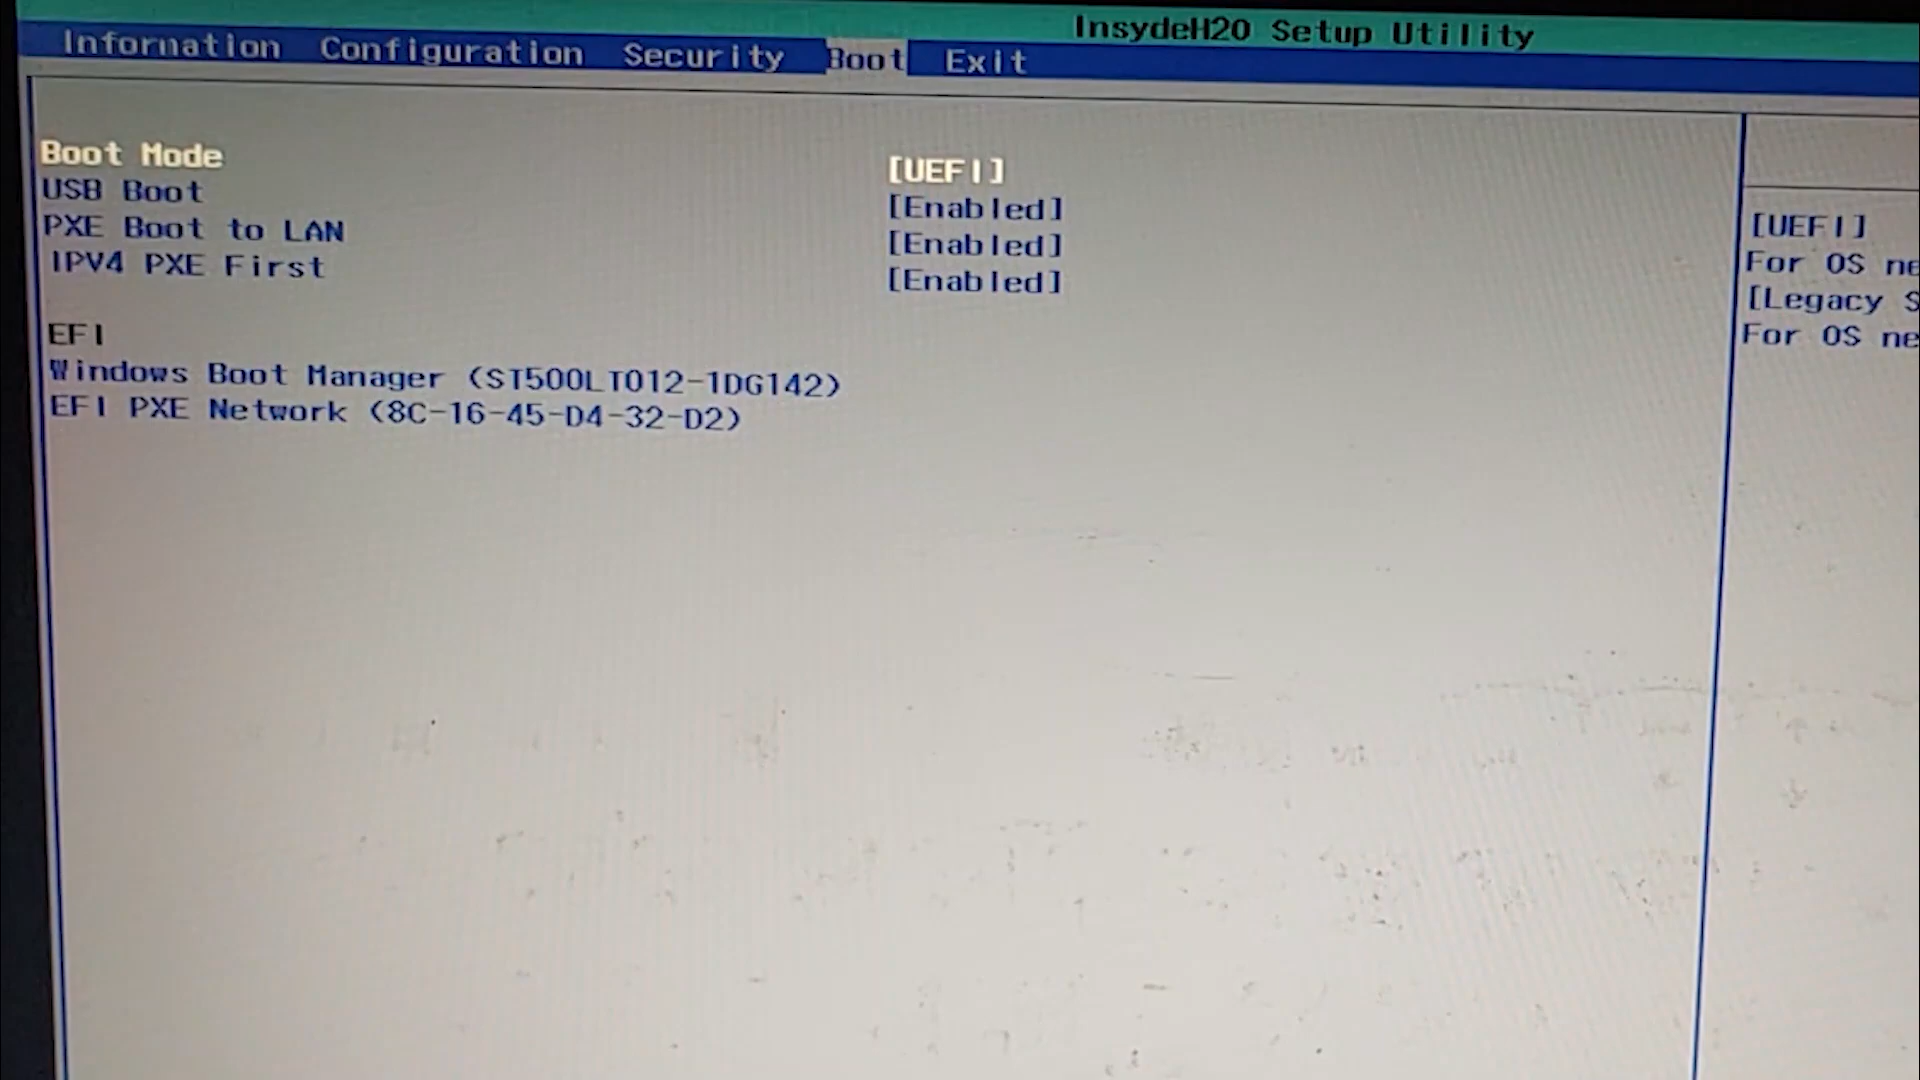 InsydeH20 Setup Utility
Information Configuration Security Boot Exit
Boot Mode [UEFI]
USB Boot [Enabled]
PXE Boot to LAN [Enabled]
IPV4 PXE First [Enabled]
EFI
Windows Boot Manager (ST500LT012-1DG142)
EFI PXE Network (8C-16-45-D4-32-D2)
[UEFI]
For OS ne
[Legacy S
For OS ne